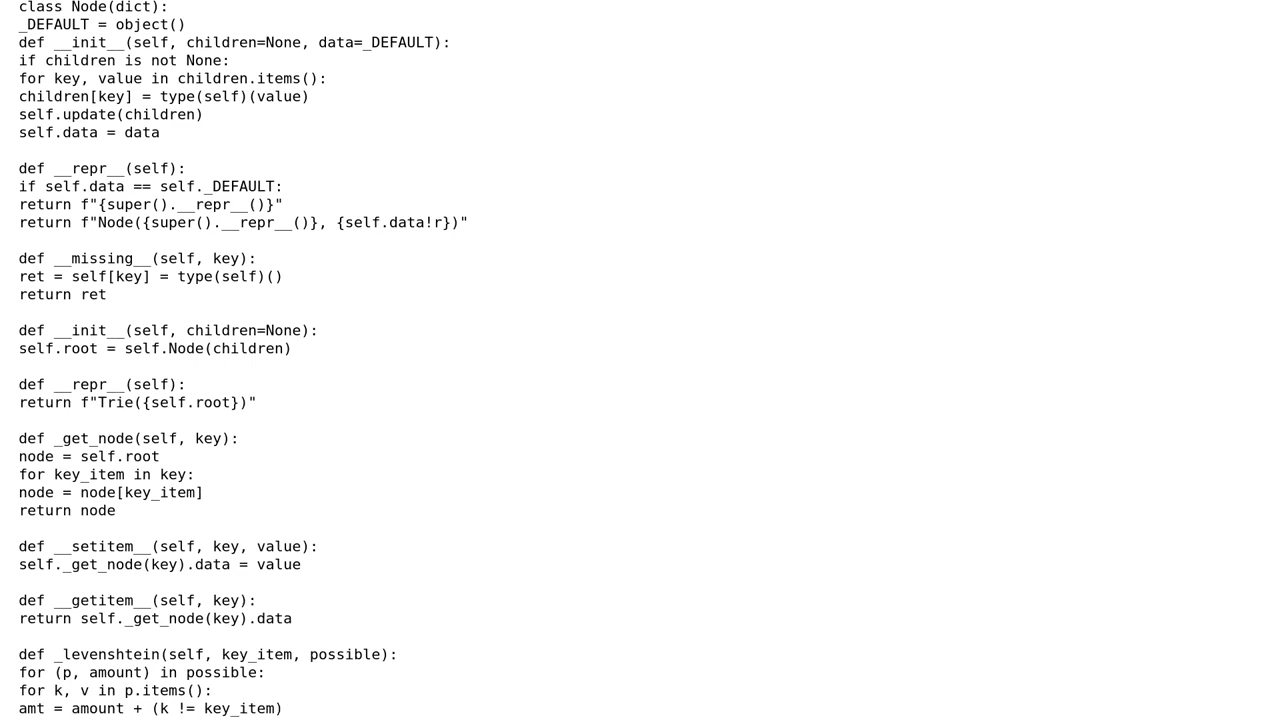 class Node(dict):
_DEFAULT = object()
def __init__(self, children=None, data=_DEFAULT):
if children is not None:
for key, value in children.items():
children[key] = type(self)(value)
self.update(children)
self.data = data

def __repr__(self):
if self.data == self._DEFAULT:
return f"{super().__repr__()}"
return f"Node({super().__repr__()}, {self.data!r})"

def __missing__(self, key):
ret = self[key] = type(self)()
return ret

def __init__(self, children=None):
self.root = self.Node(children)

def __repr__(self):
return f"Trie({self.root})"

def _get_node(self, key):
node = self.root
for key_item in key:
node = node[key_item]
return node

def __setitem__(self, key, value):
self._get_node(key).data = value

def __getitem__(self, key):
return self._get_node(key).data

def _levenshtein(self, key_item, possible):
for (p, amount) in possible:
for k, v in p.items():
amt = amount + (k != key_item)